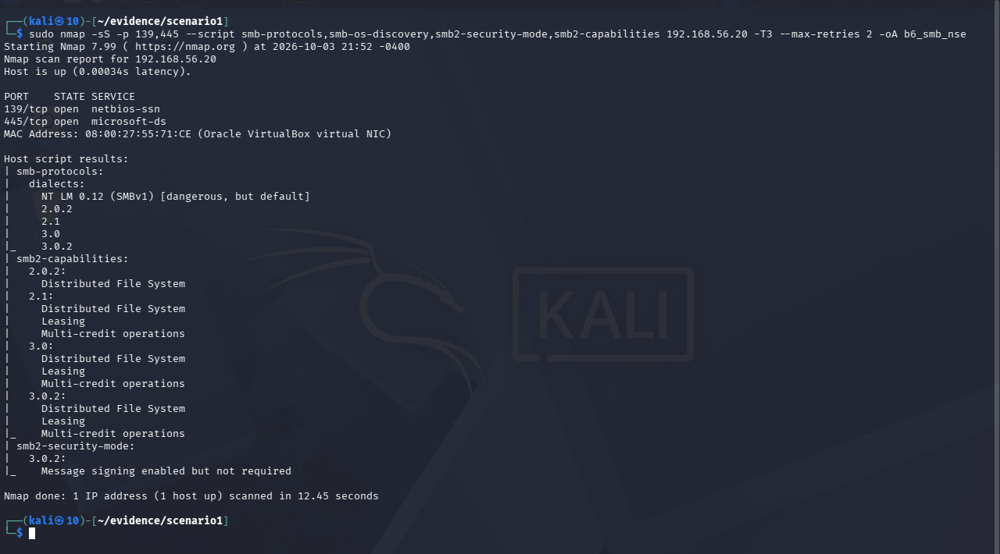 ┌──(kali㉿10)-[~/evidence/scenario1]
└─$ sudo nmap -sS -p 139,445 --script smb-protocols,smb-os-discovery,smb2-security-mode,smb2-capabilities 192.168.56.20 -T3 --max-retries 2 -oA b6_smb_nse
Starting Nmap 7.99 ( https://nmap.org ) at 2026-10-03 21:52 -0400
Nmap scan report for 192.168.56.20
Host is up (0.00034s latency).

PORT    STATE SERVICE
139/tcp open  netbios-ssn
445/tcp open  microsoft-ds
MAC Address: 08:00:27:55:71:CE (Oracle VirtualBox virtual NIC)

Host script results:
| smb-protocols:
|   dialects:
|     NT LM 0.12 (SMBv1) [dangerous, but default]
|     2.0.2
|     2.1
|     3.0
|_    3.0.2
| smb2-capabilities:
|   2.0.2:
|     Distributed File System
|   2.1:
|     Distributed File System
|     Leasing
|     Multi-credit operations
|   3.0:
|     Distributed File System
|     Leasing
|     Multi-credit operations
|   3.0.2:
|     Distributed File System
|     Leasing
|_    Multi-credit operations
| smb2-security-mode:
|   3.0.2:
|_    Message signing enabled but not required

Nmap done: 1 IP address (1 host up) scanned in 12.45 seconds

┌──(kali㉿10)-[~/evidence/scenario1]
└─$
KALI